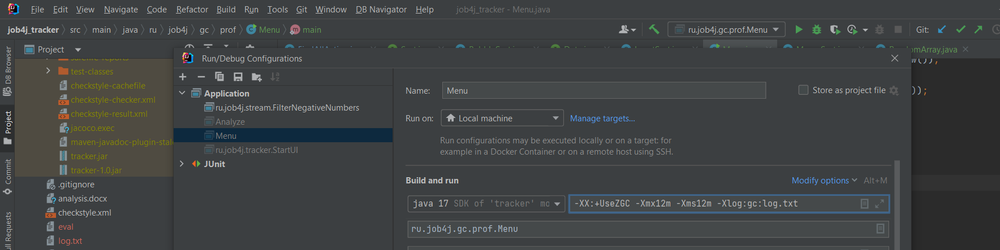 File Edit View Navigate Code Refactor Build Run Tools Git Window DB Navigator Help job4j_tracker - Menu.java
job4j_tracker src main java ru job4j gc prof Menu main ru.job4j.gc.prof.Menu Git:
Project
omArray.java
DB Browser
Project
Commit
ull Requests
test-classes
checkstyle-cachefile
checkstyle-checker.xml
checkstyle-result.xml
jacoco.exec
maven-javadoc-plugin-stale
tracker.jar
tracker-1.0.jar
.gitignore
analysis.docx
checkstyle.xml
eval
log.txt
Run/Debug Configurations
Application
ru.job4j.stream.FilterNegativeNumbers
Analyze
Menu
ru.job4j.tracker.StartUI
JUnit
Name: Menu Store as project file
Run on: Local machine Manage targets...
Run configurations may be executed locally or on a target: for
example in a Docker Container or on a remote host using SSH.
Build and run Modify options Alt+M
java 17 SDK of 'tracker' mo -XX:+UseZGC -Xmx12m -Xms12m -Xlog:gc:log.txt
ru.job4j.gc.prof.Menu
w());
));